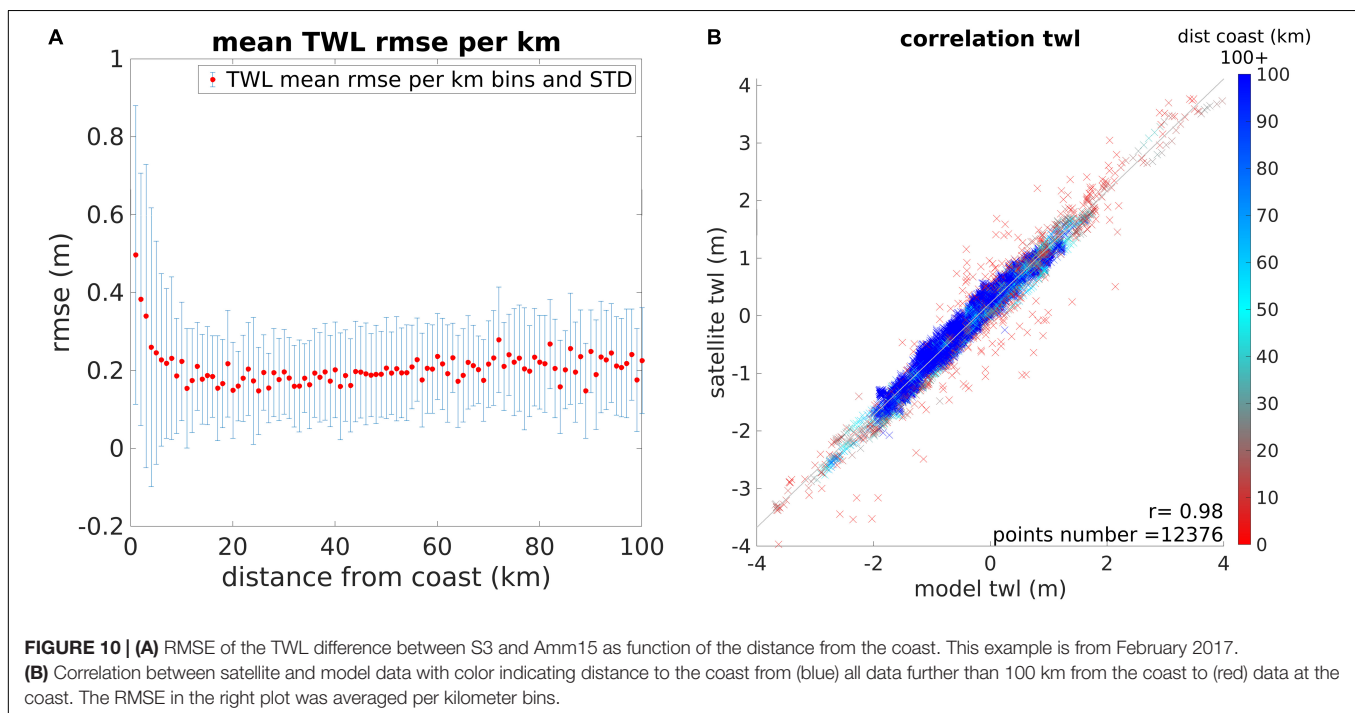 A
mean TWL rmse per km
1
0.8
0.6
0.4
0.2
0
-0.2
TWL mean rmse per km bins and STD
rmse (m)
0 20 40 60 80 100
distance from coast (km)
B
correlation twl
dist coast (km)
100+
4
3
2
1
0
-1
-2
-3
-4
satellite twl (m)
r= 0.98
points number =12376
-4 -2 0 2 4
model twl (m)
100
90
80
70
60
50
40
30
20
10
0
FIGURE 10 | (A) RMSE of the TWL difference between S3 and Amm15 as function of the distance from the coast. This example is from February 2017.
(B) Correlation between satellite and model data with color indicating distance to the coast from (blue) all data further than 100 km from the coast to (red) data at the
coast. The RMSE in the right plot was averaged per kilometer bins.